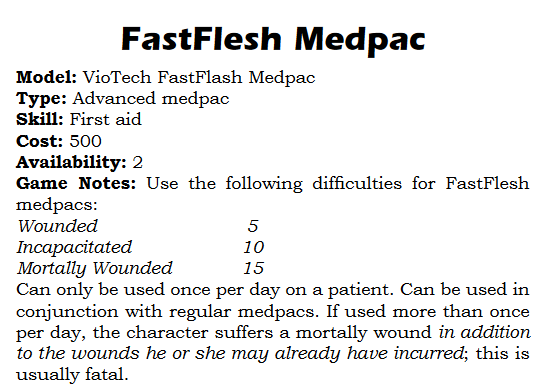 FastFlesh Medpac
Model: VioTech FastFlash Medpac
Type: Advanced medpac
Skill: First aid
Cost: 500
Availability: 2
Game Notes: Use the following difficulties for FastFlesh
medpacs:
Wounded 5
Incapacitated 10
Mortally Wounded 15
Can only be used once per day on a patient. Can be used in
conjunction with regular medpacs. If used more than once
per day, the character suffers a mortally wound in addition
to the wounds he or she may already have incurred; this is
usually fatal.